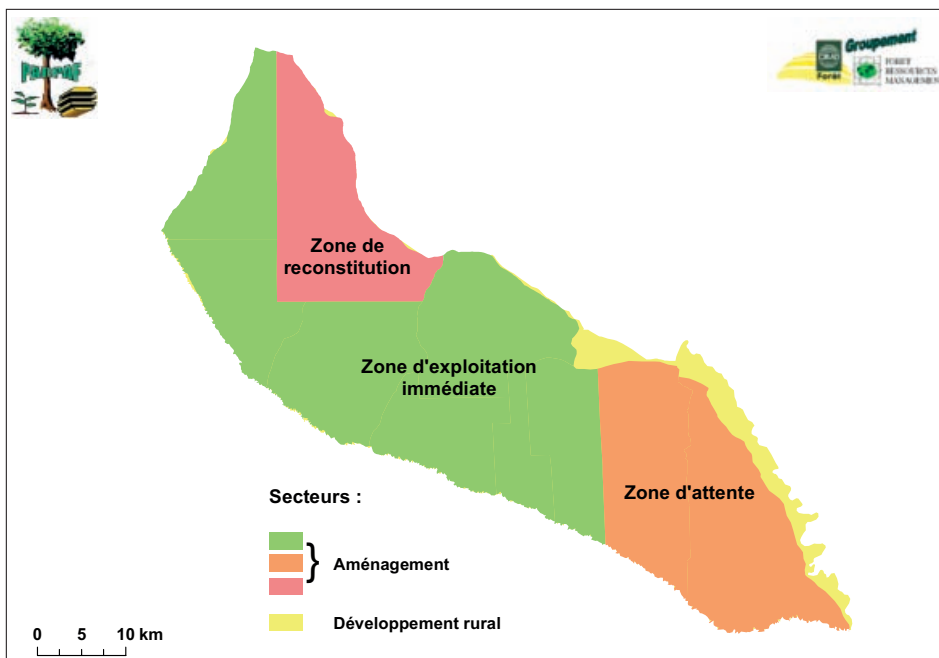 Groupement
FORET
RESSOURCES
MANAGEMENT
Forêt
Zone de
reconstitution
Zone d'exploitation
immédiate
Zone d'attente
Secteurs :
Aménagement
Développement rural
0 5 10 km